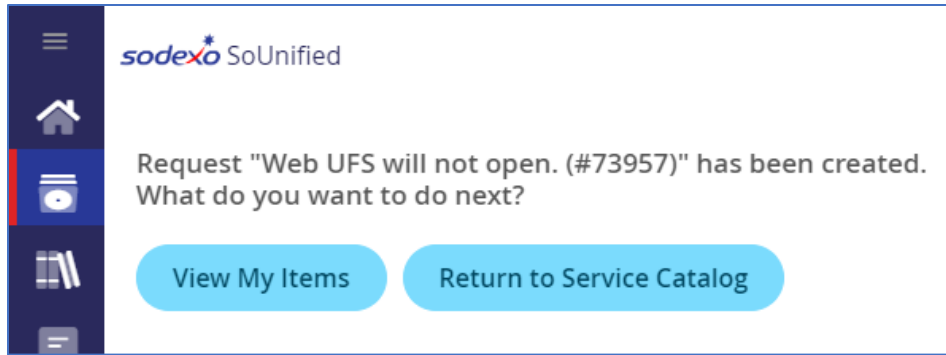 sodexo SoUnified
Request "Web UFS will not open. (#73957)" has been created.
What do you want to do next?
View My Items
Return to Service Catalog